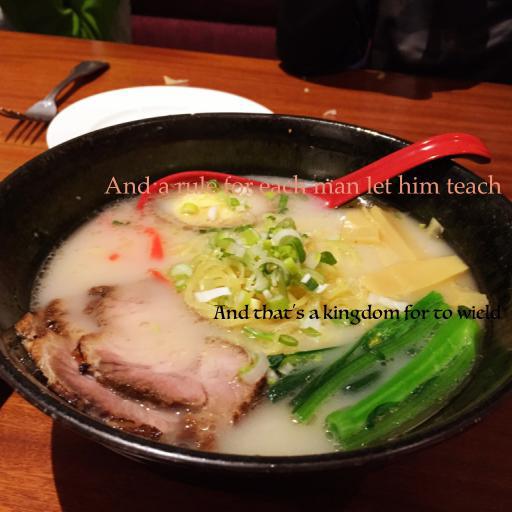 And a rule for each man let him teach
And that's a kingdom for to wield